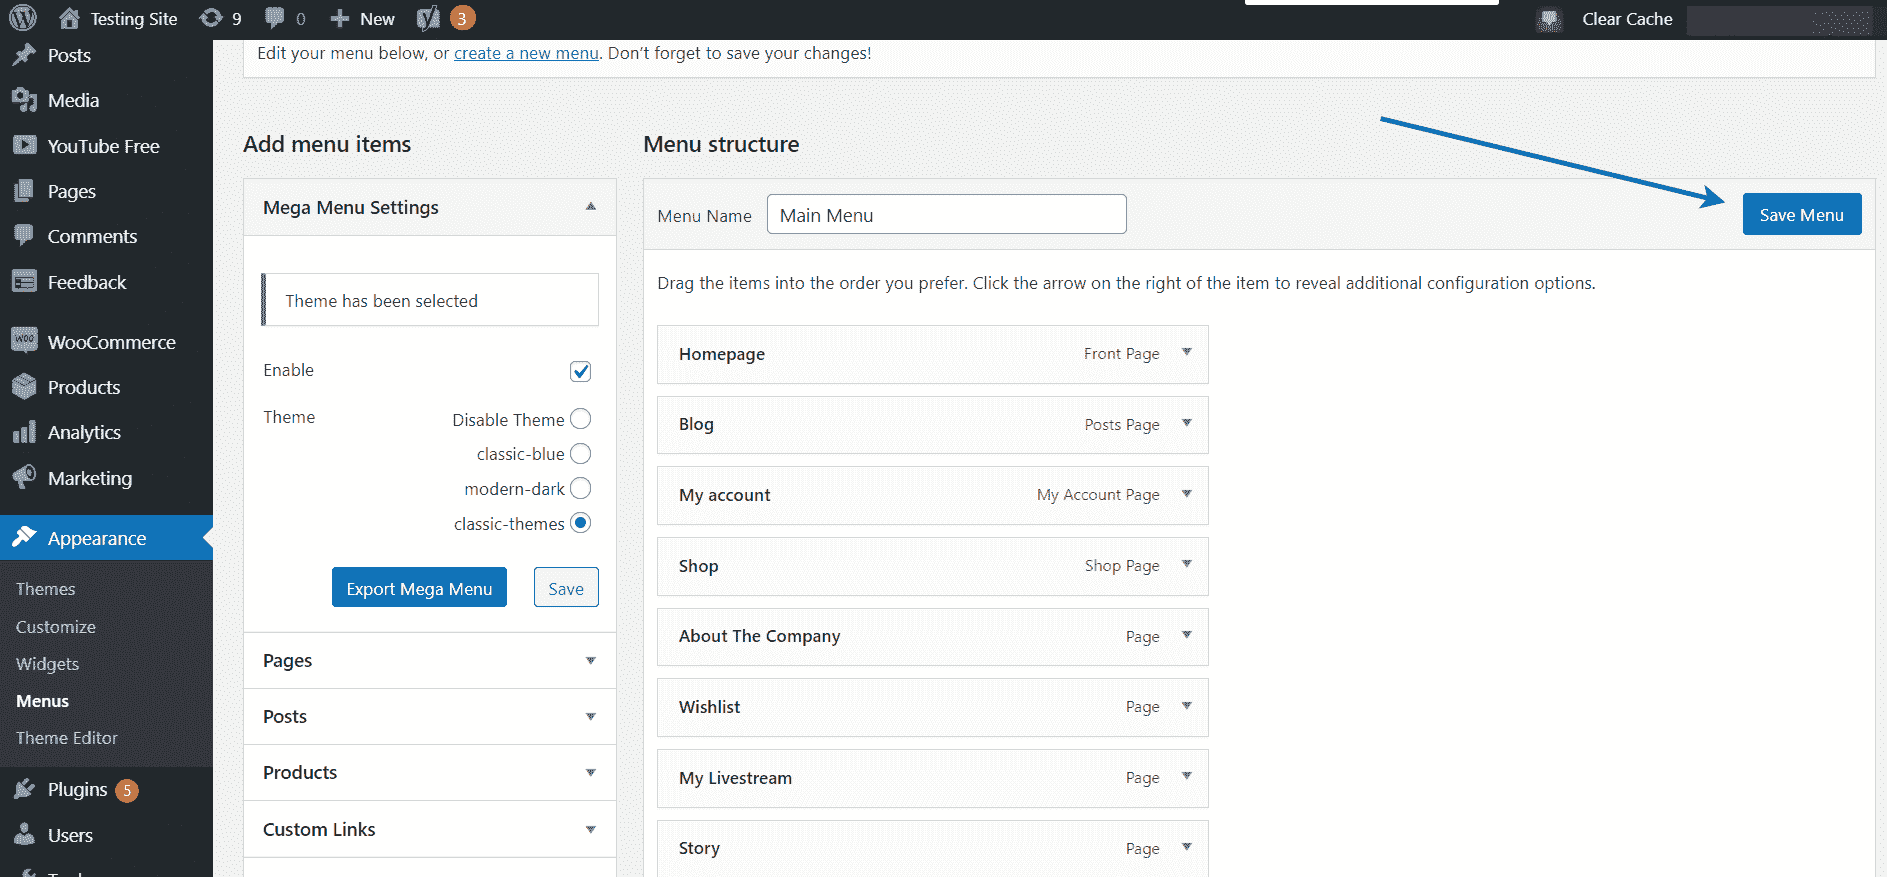 Testing Site 9 0 New 3 Clear Cache
Posts
Media
YouTube Free
Pages
Comments
Feedback
WOO WooCommerce
Products
Analytics
Marketing
Appearance
Themes
Customize
Widgets
Menus
Theme Editor
Plugins 5
Users
Edit your menu below, or create a new menu. Don't forget to save your changes!
Add menu items
Mega Menu Settings
Theme has been selected
Enable
Theme
Disable Theme
classic-blue
modern-dark
classic-themes
Export Mega Menu Save
Pages
Posts
Products
Custom Links
Menu structure
Menu Name Main Menu Save Menu
Drag the items into the order you prefer. Click the arrow on the right of the item to reveal additional configuration options.
Homepage Front Page
Blog Posts Page
My account My Account Page
Shop Shop Page
About The Company Page
Wishlist Page
My Livestream Page
Story Page